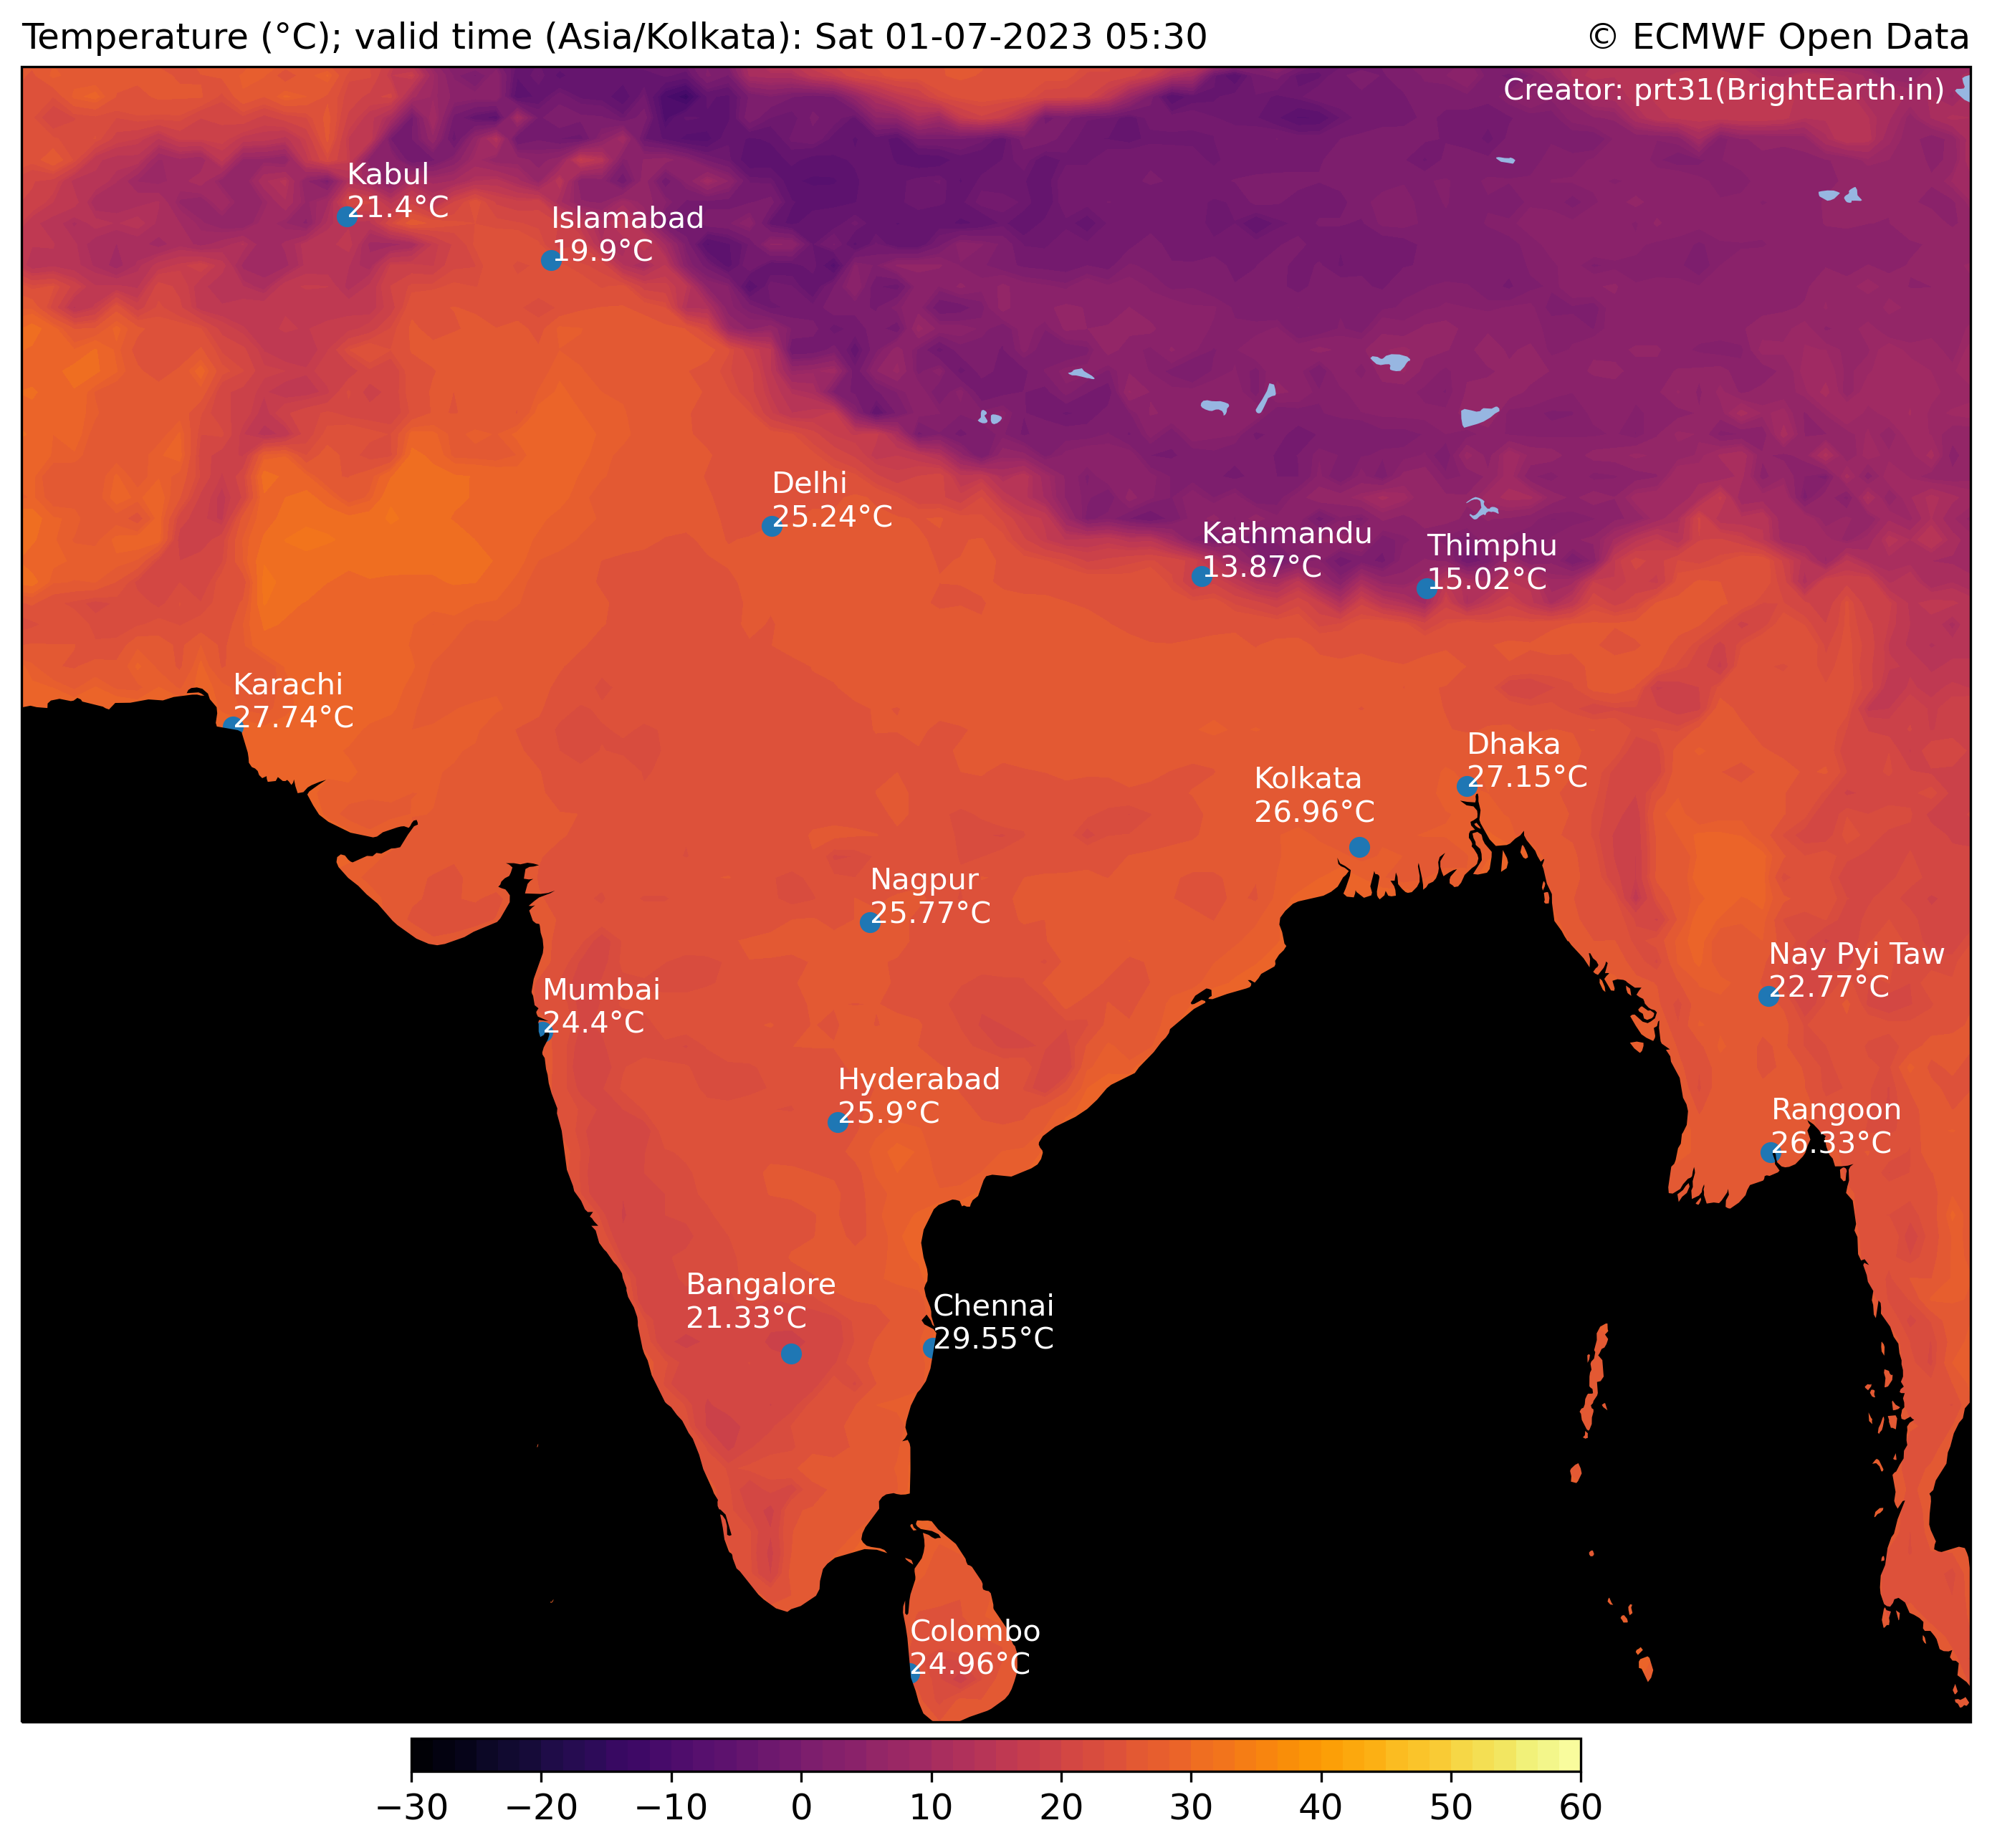 Temperature (°C); valid time (Asia/Kolkata): Sat 01-07-2023 05:30
© ECMWF Open Data
Creator: prt31(BrightEarth.in)
Kabul
21.4°C
Islamabad
19.9°C
Delhi
25.24°C
Kathmandu
13.87°C
Thimphu
15.02°C
Karachi
27.74°C
Dhaka
27.15°C
Kolkata
26.96°C
Nagpur
25.77°C
Nay Pyi Taw
22.77°C
Mumbai
24.4°C
Hyderabad
25.9°C
Rangoon
26.33°C
Bangalore
21.33°C
Chennai
29.55°C
Colombo
24.96°C
−30 −20 −10 0 10 20 30 40 50 60